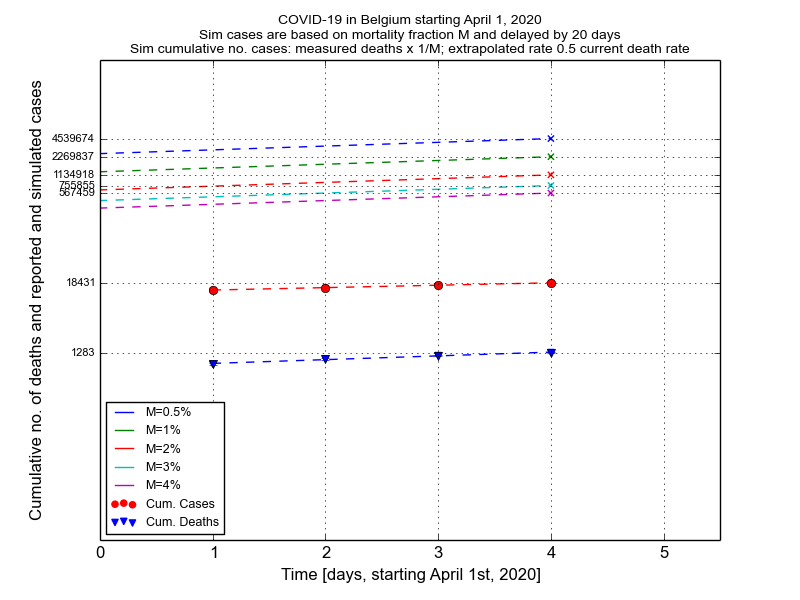 COVID-19 in Belgium starting April 1, 2020
Sim cases are based on mortality fraction M and delayed by 20 days
Sim cumulative no. cases: measured deaths x 1/M; extrapolated rate 0.5 current death rate
Cumulative no. of deaths and reported and simulated cases
4539674
2269837
1134918
755855
567459
18431
1283
M=0.5%
M=1%
M=2%
M=3%
M=4%
Cum. Cases
Cum. Deaths
0 1 2 3 4 5
Time [days, starting April 1st, 2020]